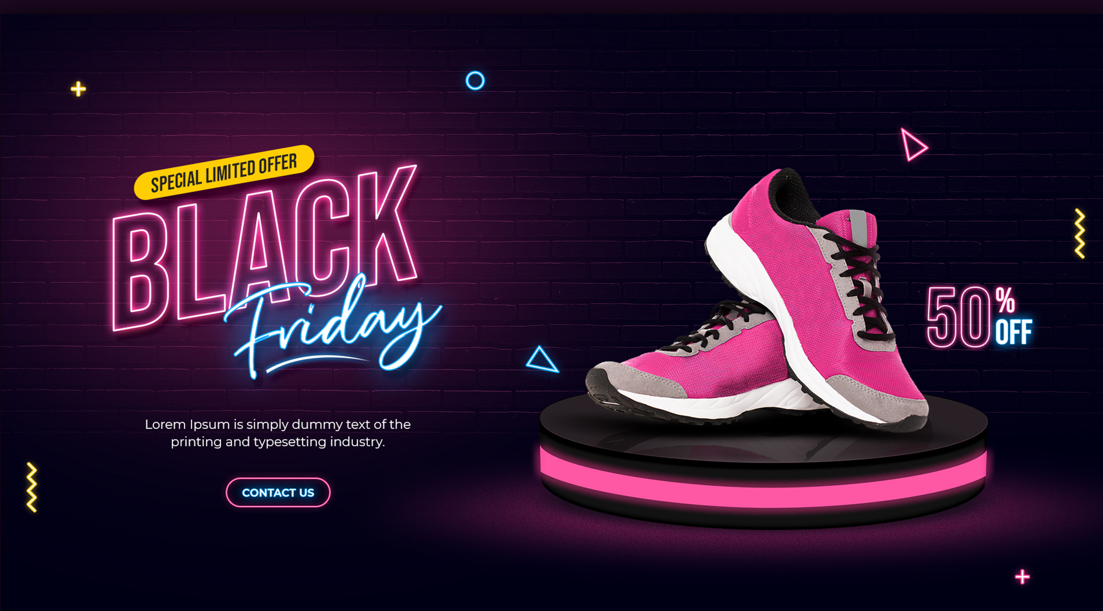 SPECIAL LIMITED OFFER
BLACK
Friday
Lorem Ipsum is simply dummy text of the
printing and typesetting industry.
CONTACT US
50%
OFF